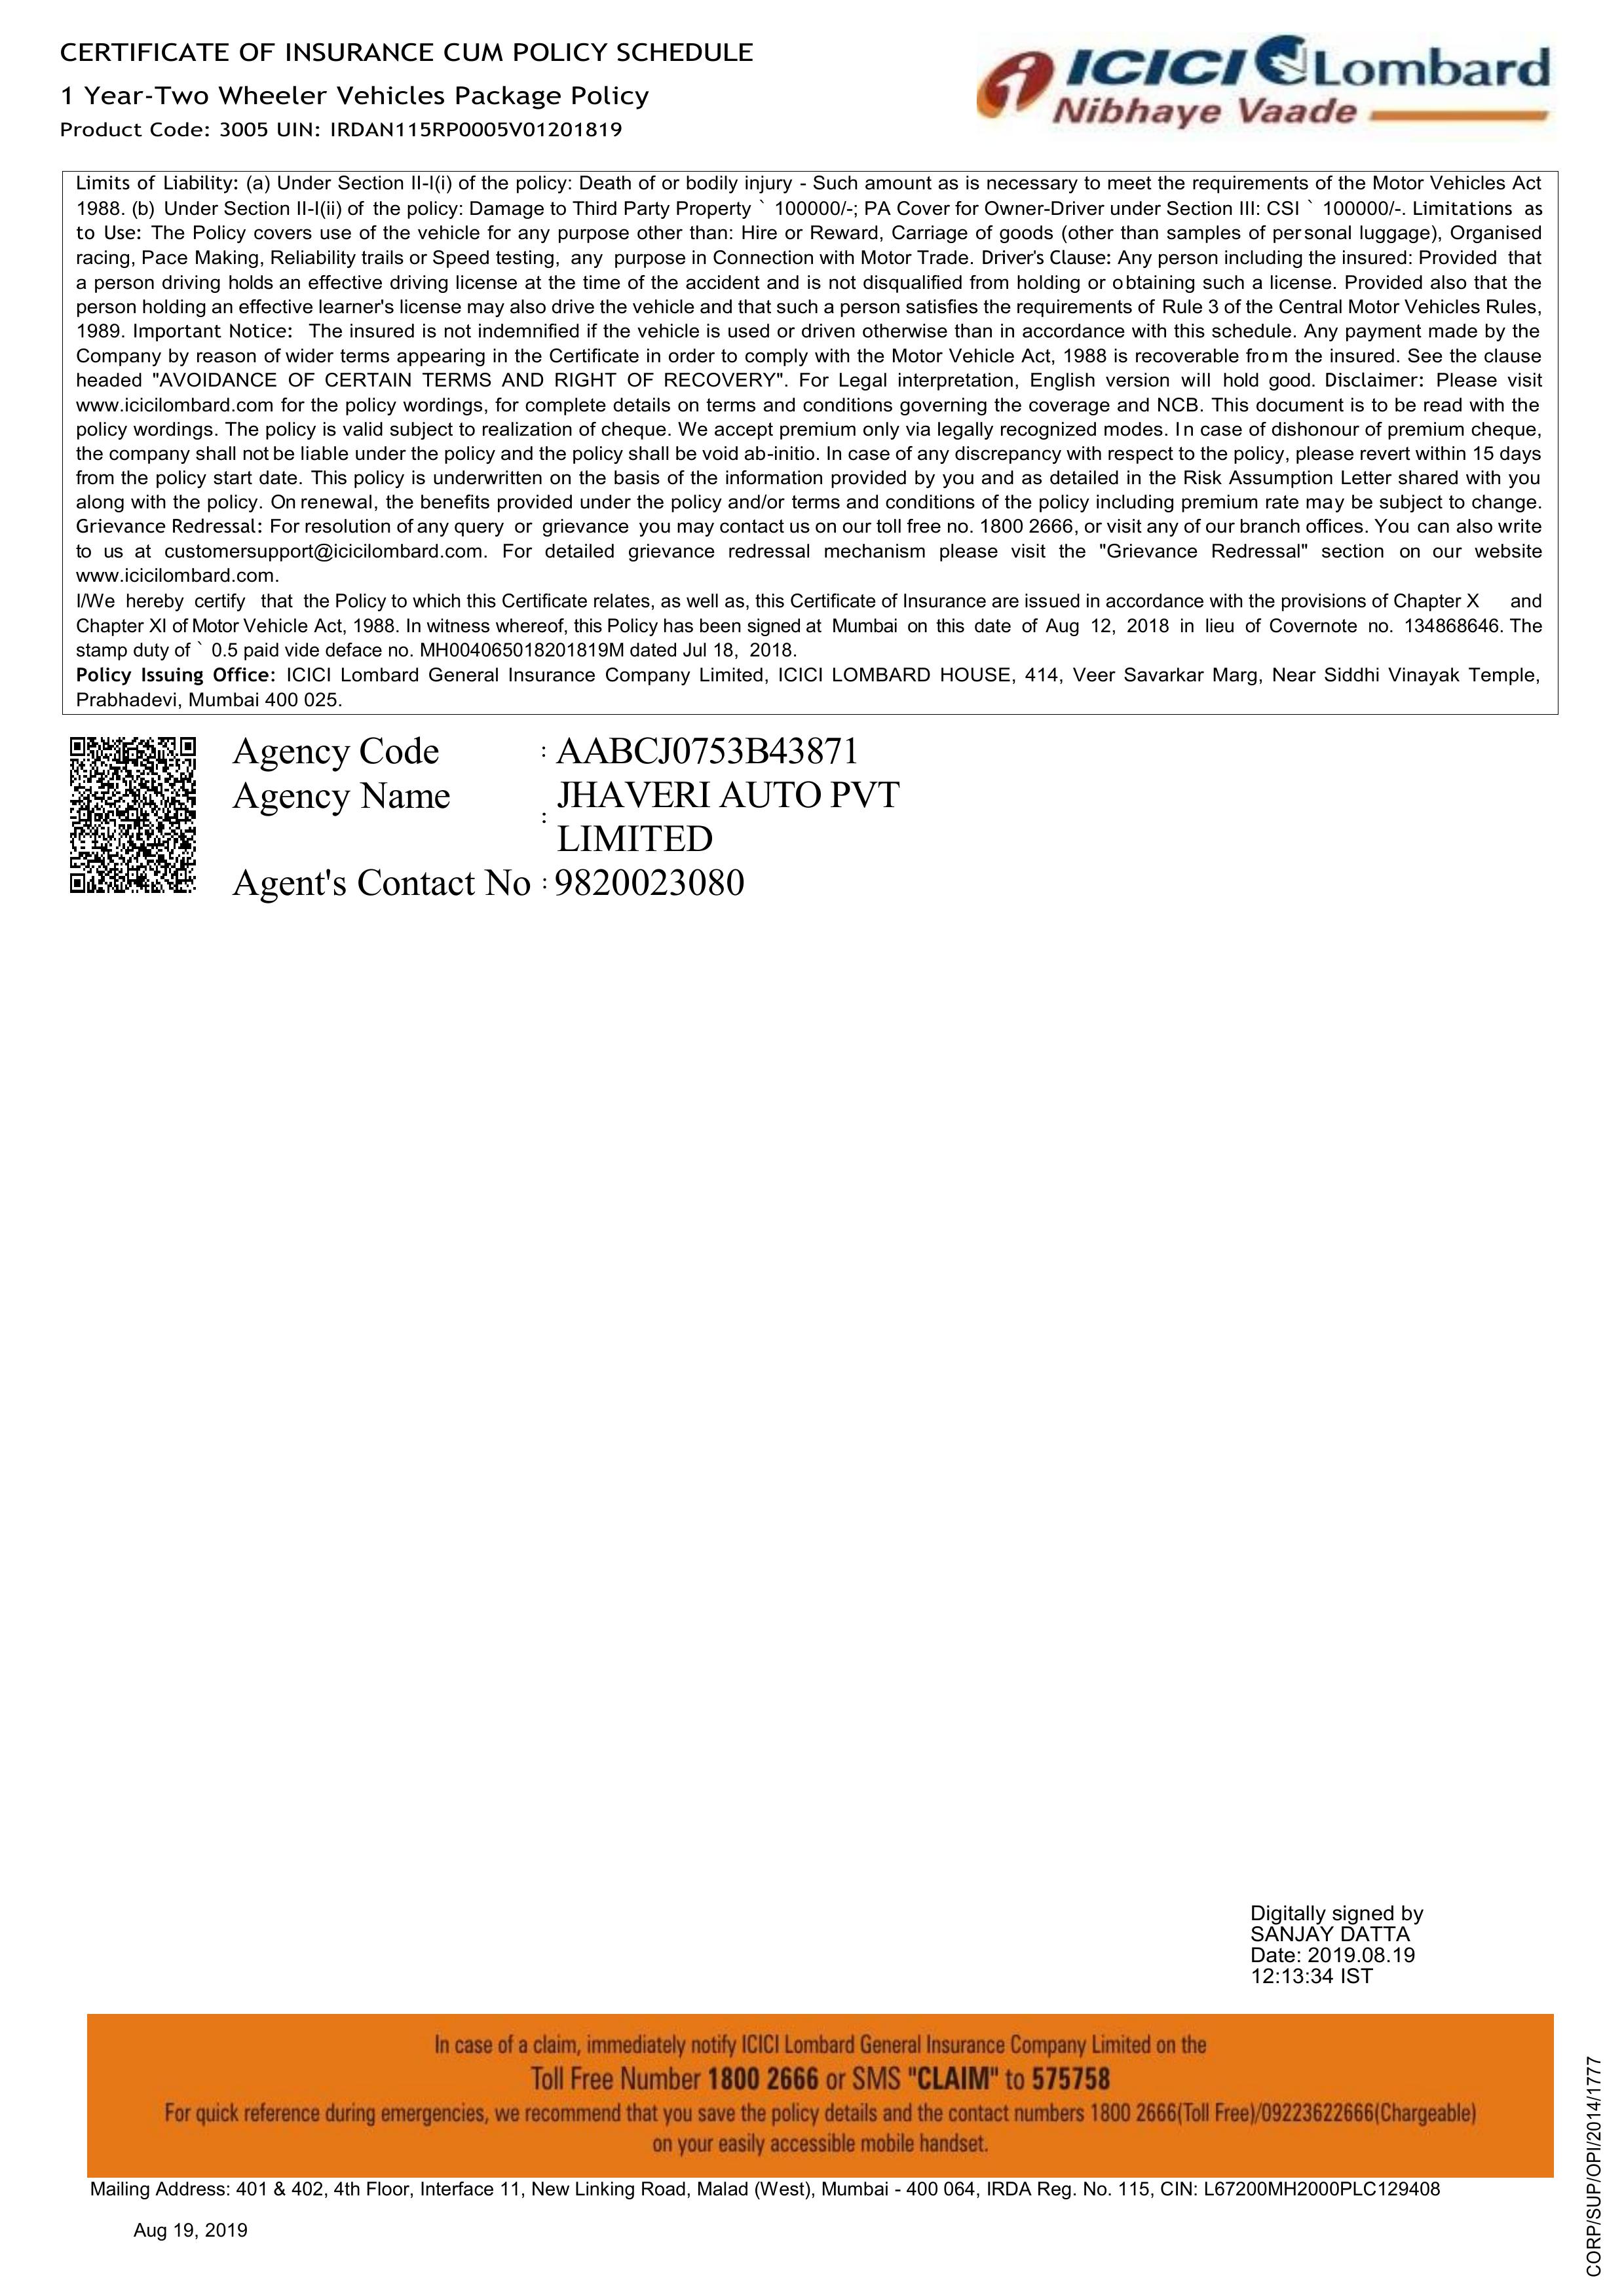 CERTIFICATE OF INSURANCE CUM POLICY SCHEDULE
1 Year-Two Wheeler Vehicles Package Policy
Product Code: 3005 UIN: IRDAN115RP0005V01201819
ICICI Lombard
Nibhaye Vaade
Limits of Liability: (a) Under Section II-I(i) of the policy: Death of or bodily injury - Such amount as is necessary to meet the requirements of the Motor Vehicles Act
1988. (b) Under Section II-I(ii) of the policy: Damage to Third Party Property ` 100000/-; PA Cover for Owner-Driver under Section III: CSI ` 100000/-. Limitations as
to Use: The Policy covers use of the vehicle for any purpose other than: Hire or Reward, Carriage of goods (other than samples of personal luggage), Organised
racing, Pace Making, Reliability trails or Speed testing, any purpose in Connection with Motor Trade. Driver's Clause: Any person including the insured: Provided that
a person driving holds an effective driving license at the time of the accident and is not disqualified from holding or obtaining such a license. Provided also that the
person holding an effective learner's license may also drive the vehicle and that such a person satisfies the requirements of Rule 3 of the Central Motor Vehicles Rules,
1989. Important Notice: The insured is not indemnified if the vehicle is used or driven otherwise than in accordance with this schedule. Any payment made by the
Company by reason of wider terms appearing in the Certificate in order to comply with the Motor Vehicle Act, 1988 is recoverable from the insured. See the clause
headed "AVOIDANCE OF CERTAIN TERMS AND RIGHT OF RECOVERY". For Legal interpretation, English version will hold good. Disclaimer: Please visit
www.icicilombard.com for the policy wordings, for complete details on terms and conditions governing the coverage and NCB. This document is to be read with the
policy wordings. The policy is valid subject to realization of cheque. We accept premium only via legally recognized modes. In case of dishonour of premium cheque,
the company shall not be liable under the policy and the policy shall be void ab-initio. In case of any discrepancy with respect to the policy, please revert within 15 days
from the policy start date. This policy is underwritten on the basis of the information provided by you and as detailed in the Risk Assumption Letter shared with you
along with the policy. On renewal, the benefits provided under the policy and/or terms and conditions of the policy including premium rate may be subject to change.
Grievance Redressal: For resolution of any query or grievance you may contact us on our toll free no. 1800 2666, or visit any of our branch offices. You can also write
to us at customersupport@icicilombard.com. For detailed grievance redressal mechanism please visit the "Grievance Redressal" section on our website
www.icicilombard.com.
I/We hereby certify that the Policy to which this Certificate relates, as well as, this Certificate of Insurance are issued in accordance with the provisions of Chapter X and
Chapter XI of Motor Vehicle Act, 1988. In witness whereof, this Policy has been signed at Mumbai on this date of Aug 12, 2018 in lieu of Covernote no. 134868646. The
stamp duty of ` 0.5 paid vide deface no. MH004065018201819M dated Jul 18, 2018.
Policy Issuing Office: ICICI Lombard General Insurance Company Limited, ICICI LOMBARD HOUSE, 414, Veer Savarkar Marg, Near Siddhi Vinayak Temple,
Prabhadevi, Mumbai 400 025.
Agency Code : AABCJ0753B43871
Agency Name : JHAVERI AUTO PVT
LIMITED
Agent's Contact No : 9820023080
Digitally signed by
SANJAY DATTA
Date: 2019.08.19
12:13:34 IST
In case of a claim, immediately notify ICICI Lombard General Insurance Company Limited on the
Toll Free Number 1800 2666 or SMS "CLAIM" to 575758
For quick reference during emergencies, we recommend that you save the policy details and the contact numbers 1800 2666(Toll Free)/09223622666(Chargeable)
on your easily accessible mobile handset.
Mailing Address: 401 & 402, 4th Floor, Interface 11, New Linking Road, Malad (West), Mumbai - 400 064, IRDA Reg. No. 115, CIN: L67200MH2000PLC129408
Aug 19, 2019
CORP/SUP/OPI/2014/1777